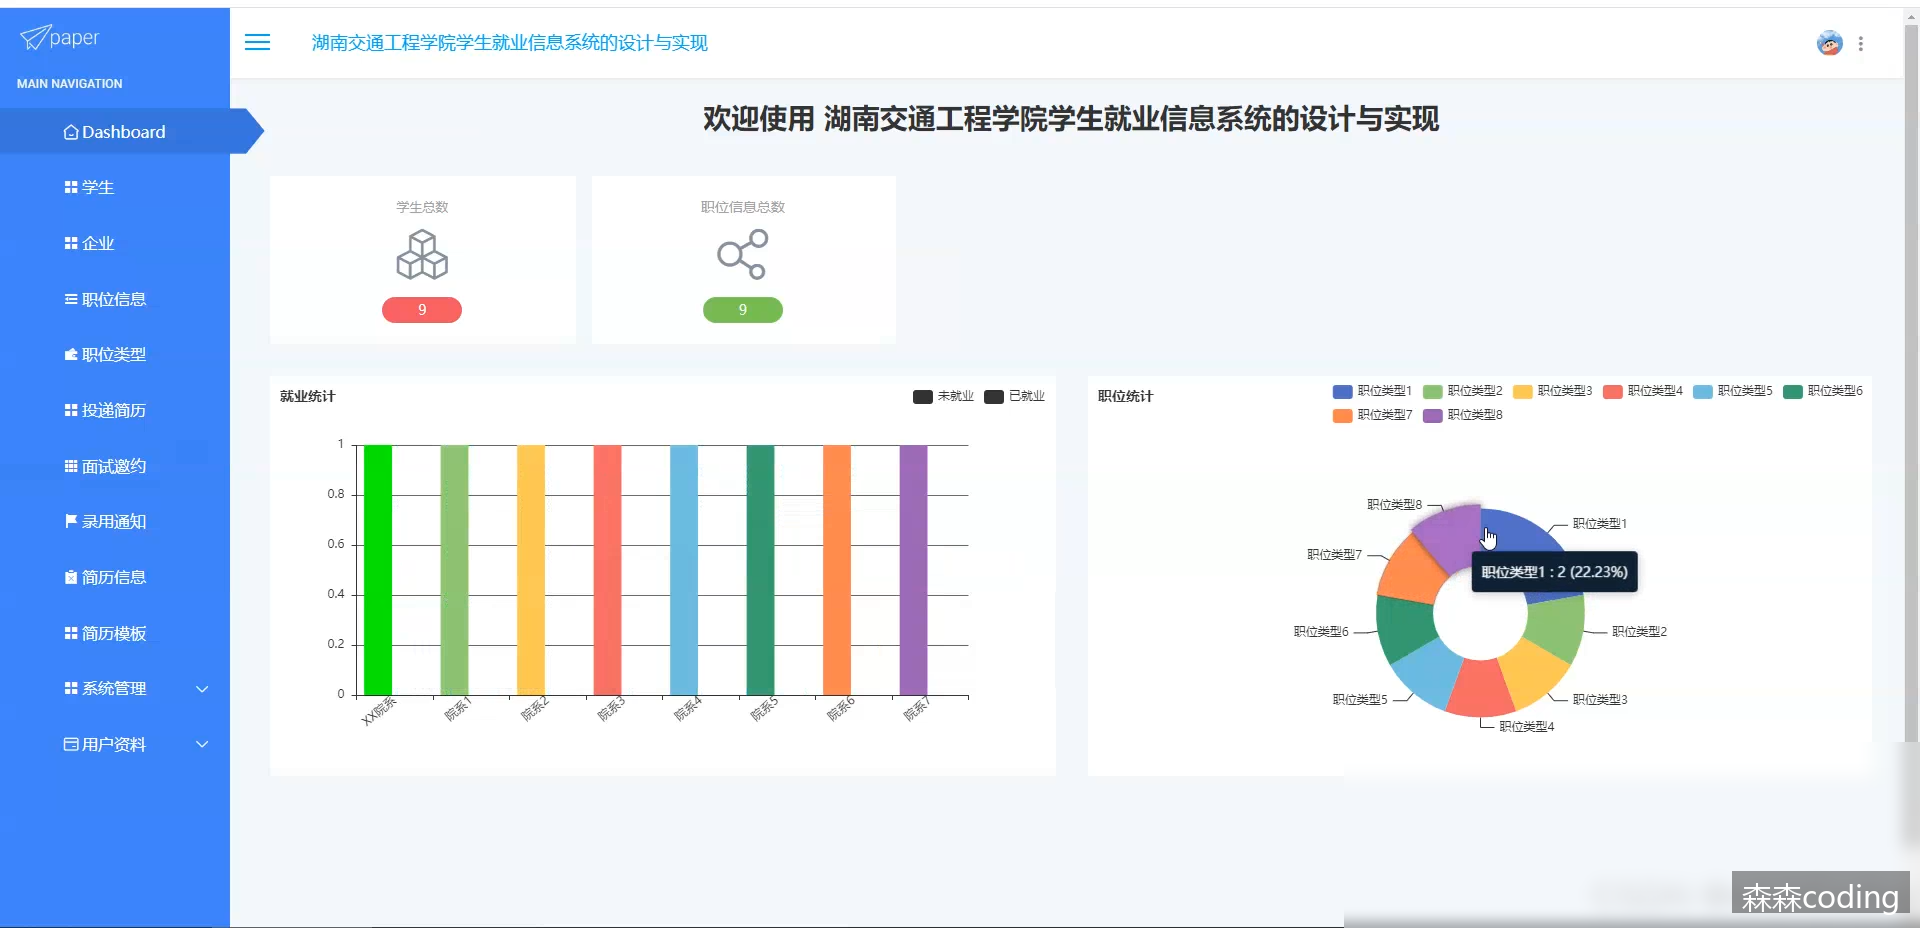 paper
湖南交通工程学院学生就业信息系统的设计与实现
MAIN NAVIGATION
Dashboard
学生
企业
职位信息
职位类型
投递简历
面试邀约
录用通知
简历信息
简历模板
系统管理
用户资料
欢迎使用 湖南交通工程学院学生就业信息系统的设计与实现
学生总数
9
职位信息总数
9
就业统计
未就业 已就业
1
0.8
0.6
0.4
0.2
0
XX院系 院系1 院系2 院系3 院系4 院系5 院系6 院系7
职位统计
职位类型1 职位类型2 职位类型3 职位类型4 职位类型5 职位类型6
职位类型7 职位类型8
职位类型8
职位类型1
职位类型7
职位类型1 : 2 (22.23%)
职位类型6
职位类型2
职位类型5
职位类型3
职位类型4
森森coding